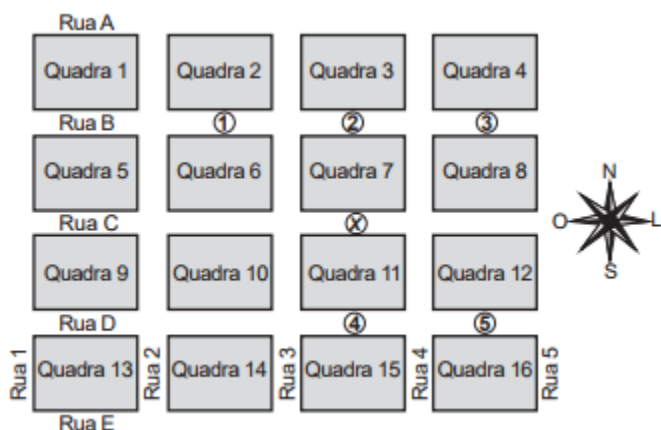 Rua A
Quadra 1 Quadra 2 Quadra 3 Quadra 4
Rua B 1 2 3
Quadra 5 Quadra 6 Quadra 7 Quadra 8
N
O L
S
Rua C X
Quadra 9 Quadra 10 Quadra 11 Quadra 12
Rua D 4 5
Rua 1 Quadra 13 Rua 2 Quadra 14 Rua 3 Quadra 15 Rua 4 Quadra 16 Rua 5
Rua E